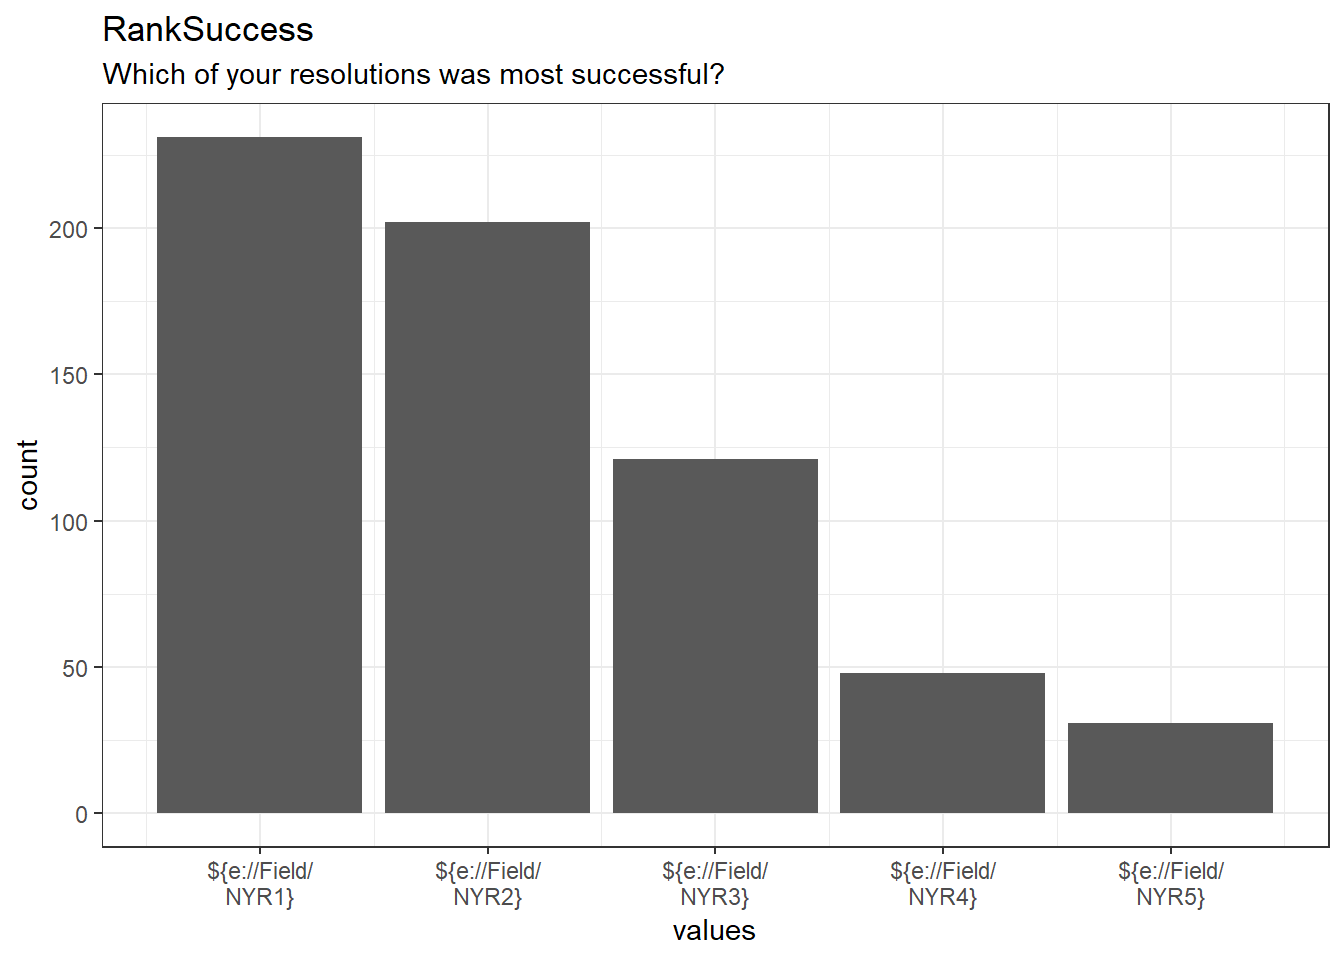 RankSuccess
Which of your resolutions was most successful?
count
200
150
100
50
0
${e://Field/
NYR1}
${e://Field/
NYR2}
${e://Field/
NYR3}
${e://Field/
NYR4}
${e://Field/
NYR5}
values